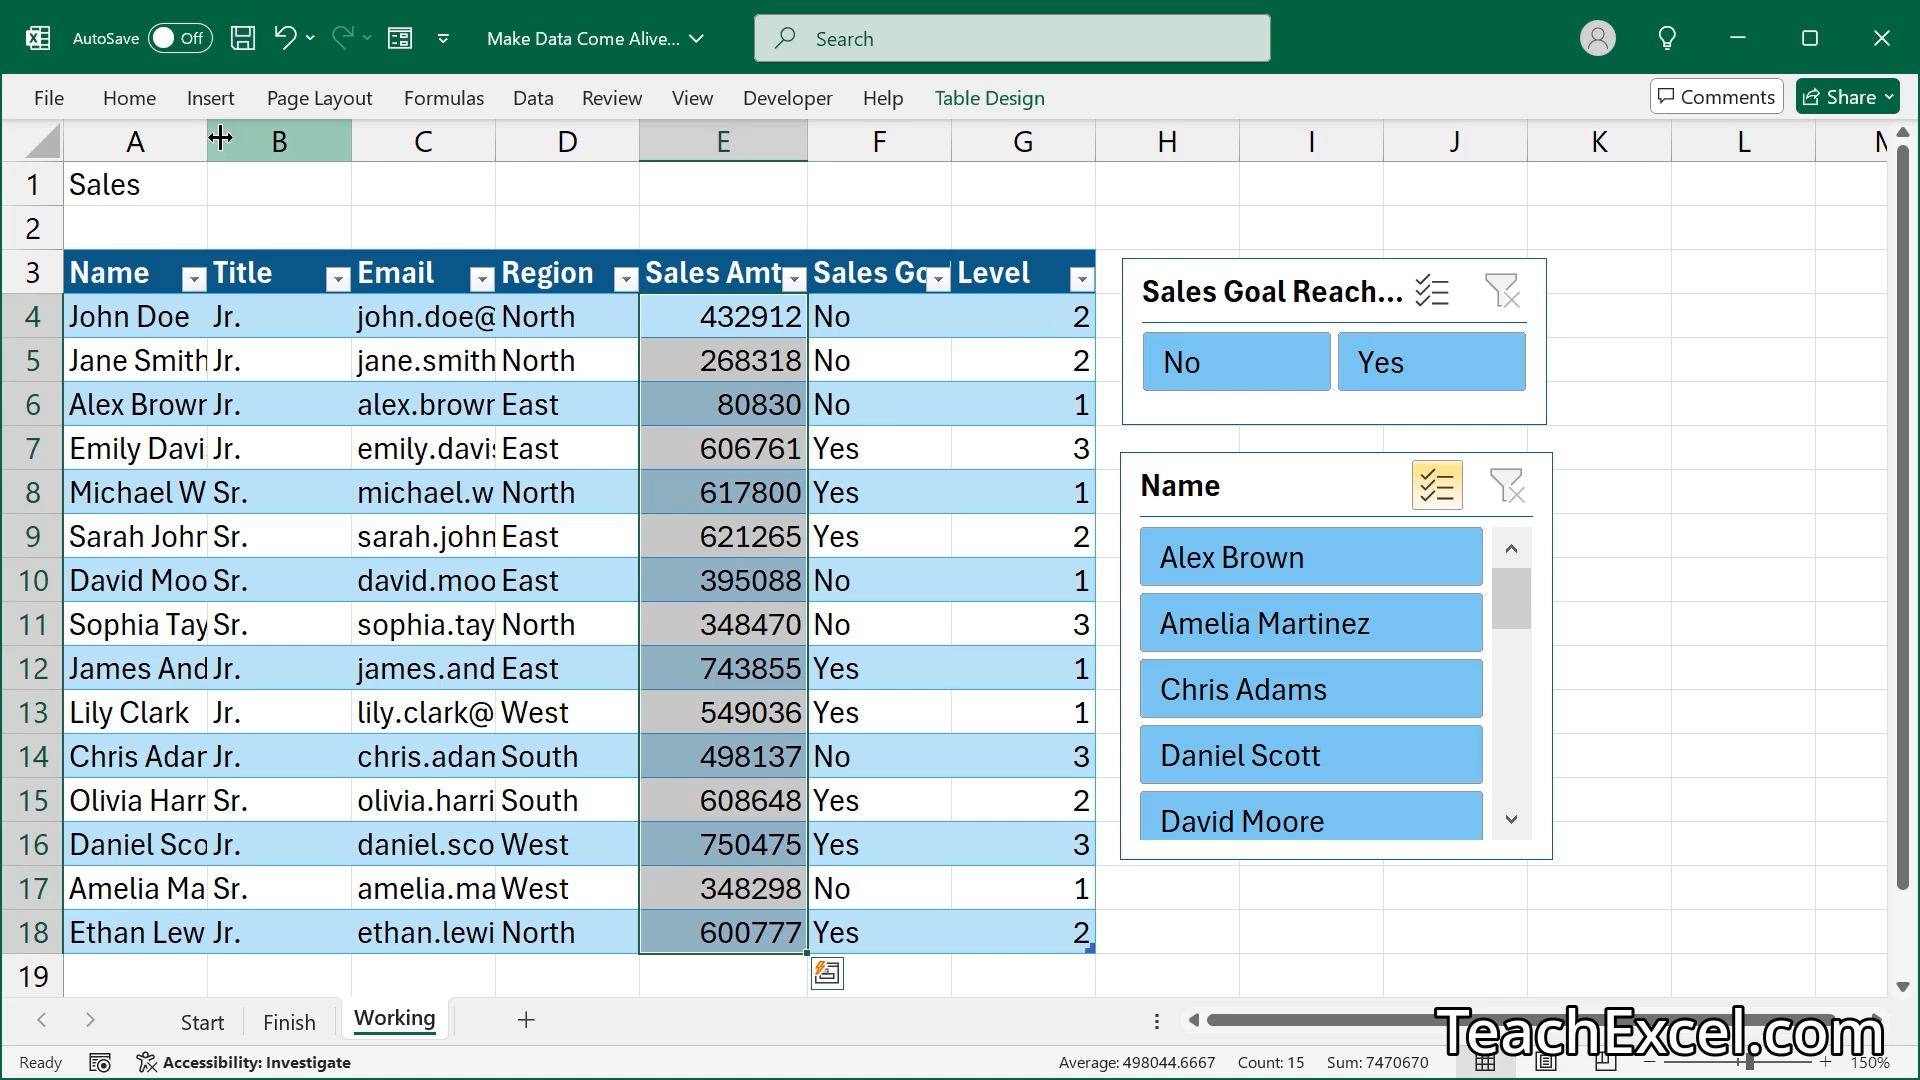 AutoSave Off Make Data Come Alive... Search
File Home Insert Page Layout Formulas Data Review View Developer Help Table Design Comments Share
A B C D E F G H I J K L
1 Sales
2
3 Name Title Email Region Sales Amt Sales Go Level
4 John Doe Jr. john.doe@ North 432912 No 2
5 Jane Smith Jr. jane.smith North 268318 No 2
6 Alex Brown Jr. alex.brown East 80830 No 1
7 Emily Davi Jr. emily.davis East 606761 Yes 3
8 Michael W Sr. michael.w North 617800 Yes 1
9 Sarah John Sr. sarah.john East 621265 Yes 2
10 David Moo Sr. david.moo East 395088 No 1
11 Sophia Tay Sr. sophia.tay North 348470 No 3
12 James And Jr. james.and East 743855 Yes 1
13 Lily Clark Jr. lily.clark@ West 549036 Yes 1
14 Chris Adar Jr. chris.adam South 498137 No 3
15 Olivia Harr Sr. olivia.harri South 608648 Yes 2
16 Daniel Sco Jr. daniel.sco West 750475 Yes 3
17 Amelia Ma Sr. amelia.ma West 348298 No 1
18 Ethan Lew Jr. ethan.lewi North 600777 Yes 2
19
Sales Goal Reach...
No Yes
Name
Alex Brown
Amelia Martinez
Chris Adams
Daniel Scott
David Moore
Start Finish Working
TeachExcel.com
Ready Accessibility: Investigate Average: 498044.6667 Count: 15 Sum: 7470670 150%